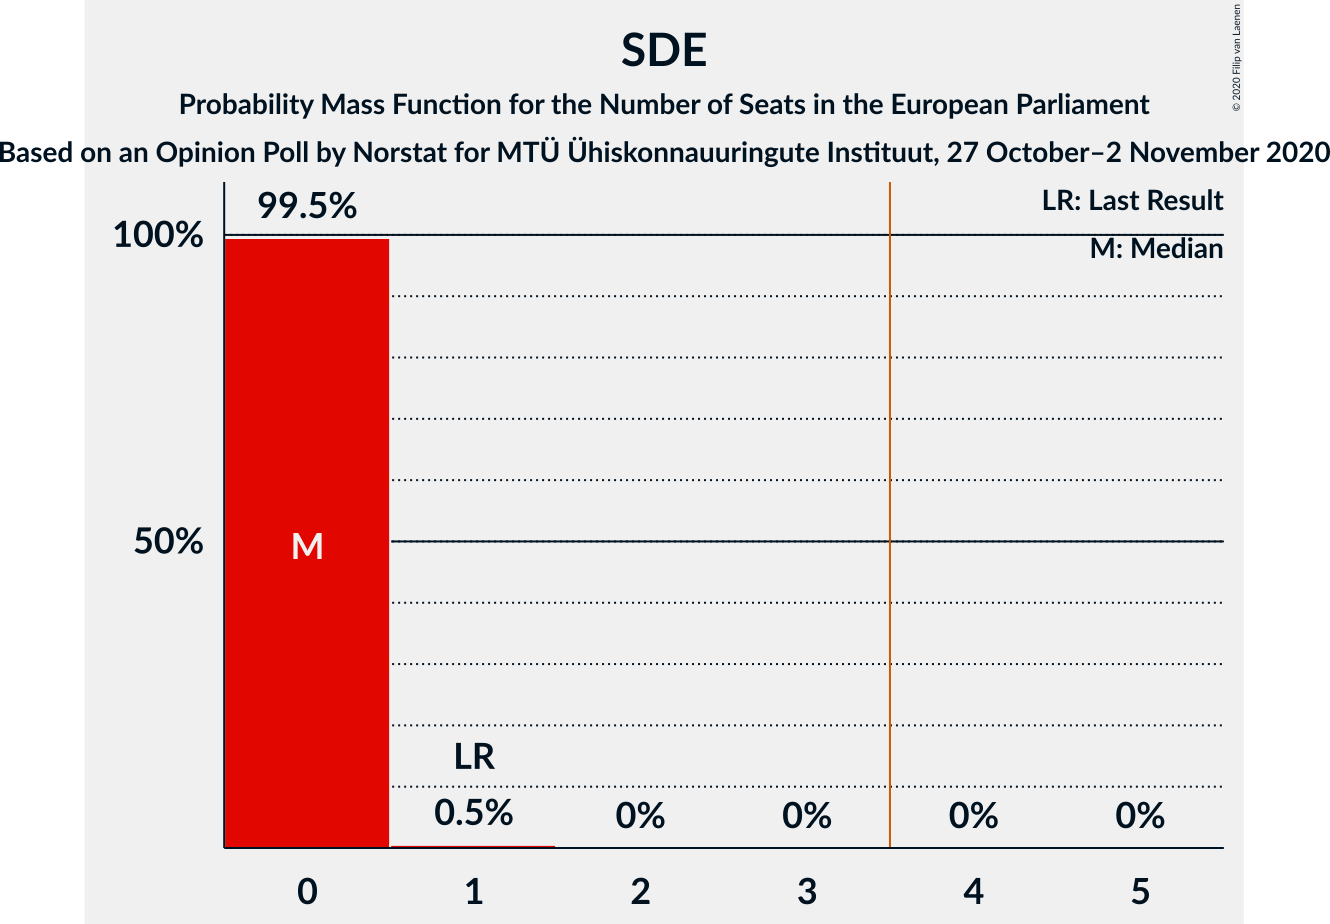 SDE
Probability Mass Function for the Number of Seats in the European Parliament
Based on an Opinion Poll by Norstat for MTÜ Ühiskonnauuringute Instituut, 27 October–2 November 2020
© 2020 Filip van Laenen
LR: Last Result
M: Median
99.5%
100%
50%
M
LR
0.5%
0%
0%
0%
0%
0 1 2 3 4 5